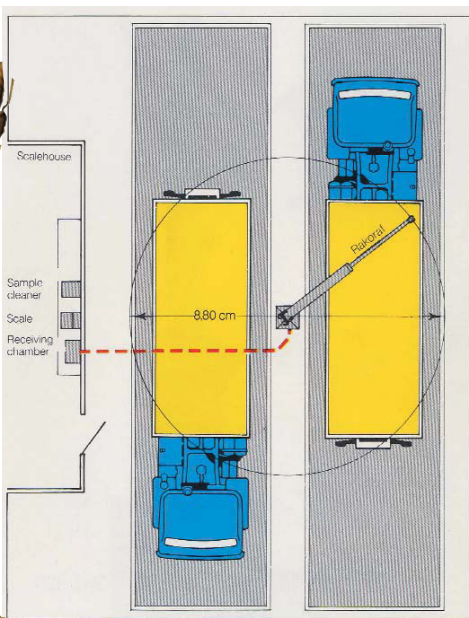 Scalehouse
Rakoraf
Sample
cleaner
8,80 cm
Scale
Receiving
chamber